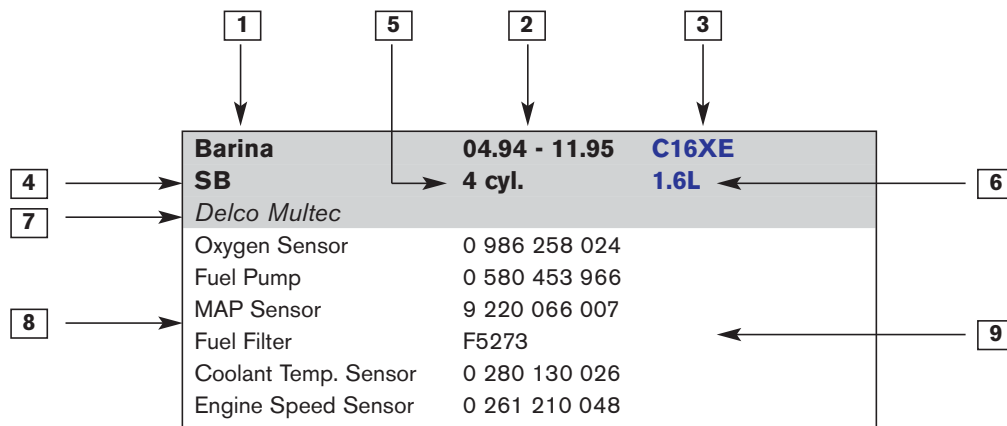 1 5 2 3
Barina 04.94 - 11.95 C16XE
4 SB 4 cyl. 1.6L 6
7 Delco Multec
Oxygen Sensor 0 986 258 024
Fuel Pump 0 580 453 966
8 MAP Sensor 9 220 066 007
Fuel Filter F5273 9
Coolant Temp. Sensor 0 280 130 026
Engine Speed Sensor 0 261 210 048